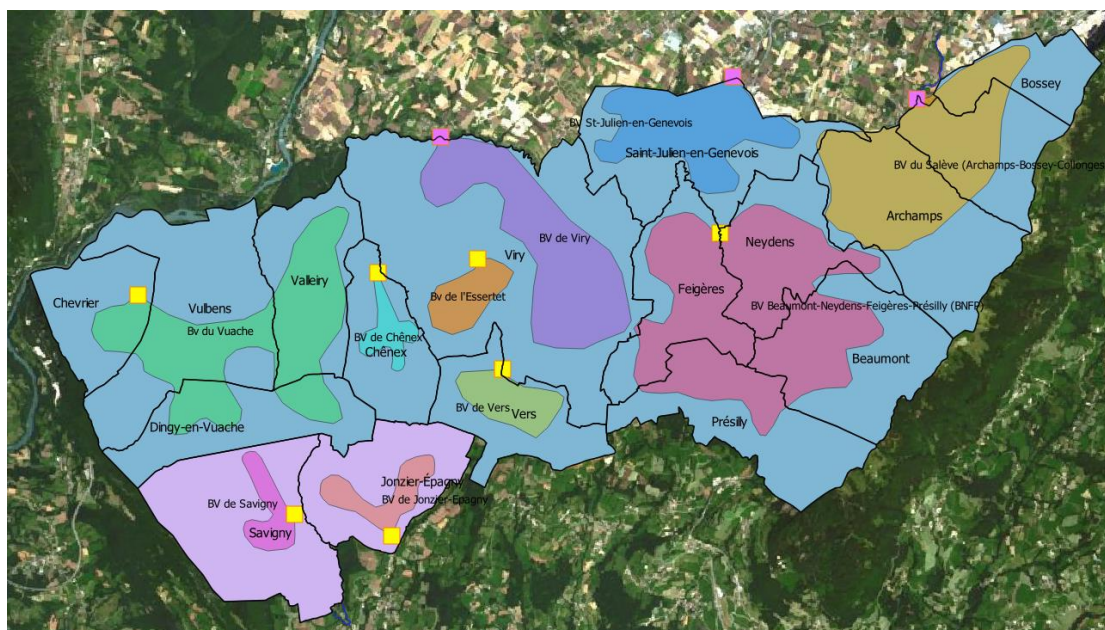 Bossey
BV St-Julien-en-Genevois
Saint-Julien-en-Genevois
BV du Salève (Archamps-Bossey-Collonges
Archamps
BV de Viry
Neydens
Viry
Valleiry
Feigères
Bv de l'Essertet
Chevrier
Vulbens
BV Beaumont-Neydens-Feigères-Présilly (BNFP)
Bv du Vuache
BV de Chênex
Chênex
Beaumont
BV de Vers
Vers
Présilly
Dingy-en-Vuache
Jonzier-Épagny
BV de Jonzier-Epagny
BV de Savigny
Savigny